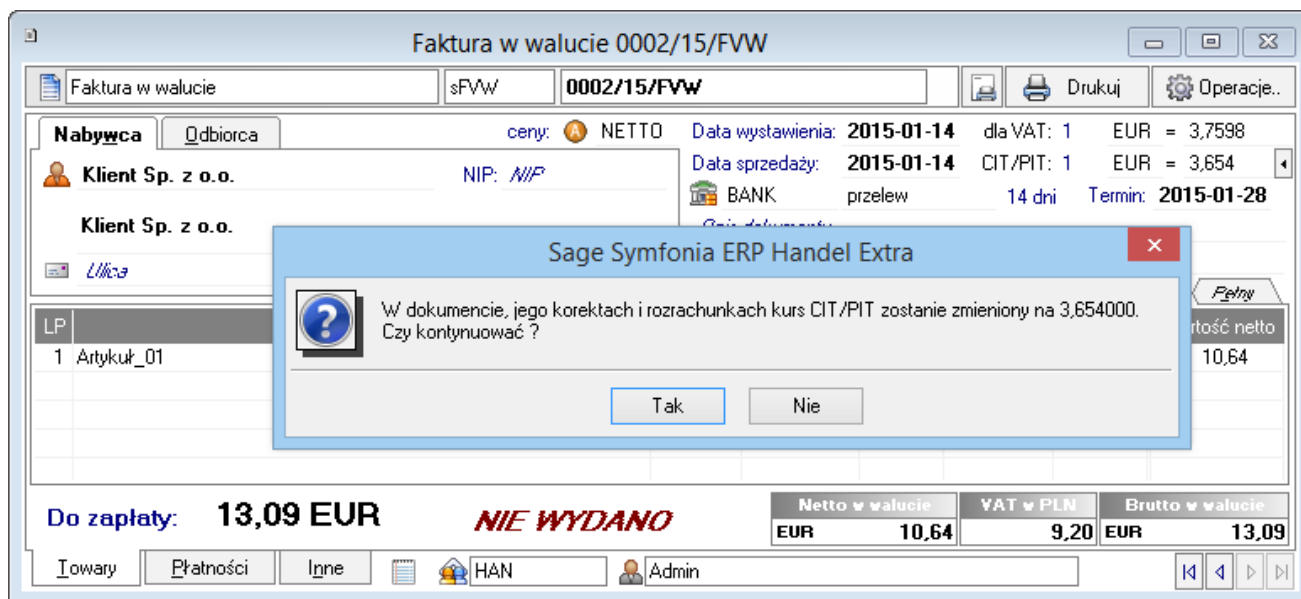 Faktura w walucie 0002/15/FVW
Faktura w walucie sFVW 0002/15/FVW Drukuj Operacje..
Nabywca Odbiorca ceny: A NETTO Data wystawienia: 2015-01-14 dla VAT: 1 EUR = 3,7598
Klient Sp. z o.o. NIP: NIP Data sprzedaży: 2015-01-14 CIT/PIT: 1 EUR = 3,654
BANK przelew 14 dni Termin: 2015-01-28
Klient Sp. z o.o.
Sage Symfonia ERP Handel Extra
Ulica
Pełny
W dokumencie, jego korektach i rozrachunkach kurs CIT/PIT zostanie zmieniony na 3,654000.
Czy kontynuować ?
LP rtość netto
1 Artykuł_01 10,64
Tak Nie
Do zapłaty: 13,09 EUR NIE WYDANO
Netto w walucie VAT w PLN Brutto w walucie
EUR 10,64 9,20 EUR 13,09
Towary Płatności Inne HAN Admin